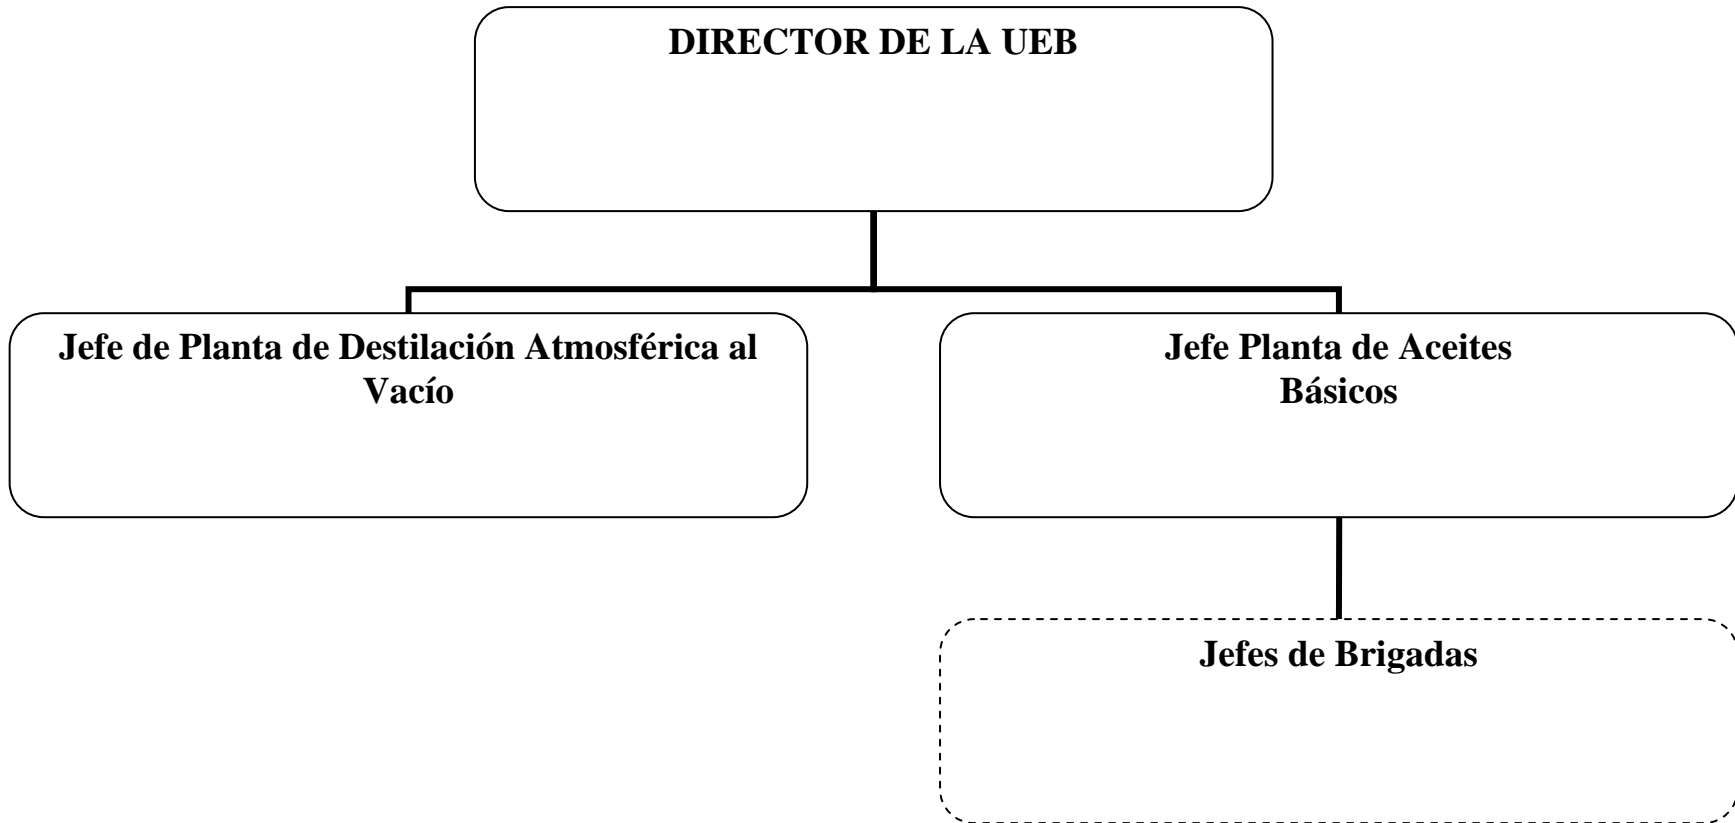 DIRECTOR DE LA UEB
Jefe de Planta de Destilación Atmosférica al
Vacío
Jefe Planta de Aceites
Básicos
Jefes de Brigadas